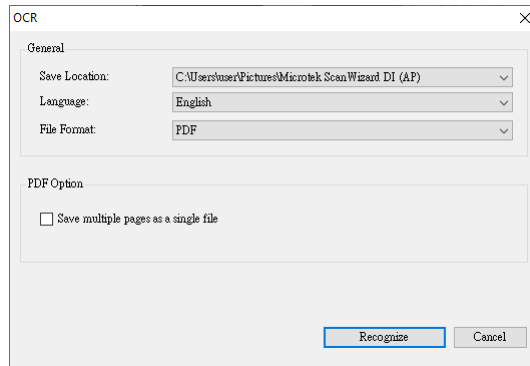 OCR
General
Save Location: C:\Users\user\Pictures\Microtek ScanWizard DI (AP)
Language: English
File Format: PDF
PDF Option
Save multiple pages as a single file
Recognize Cancel